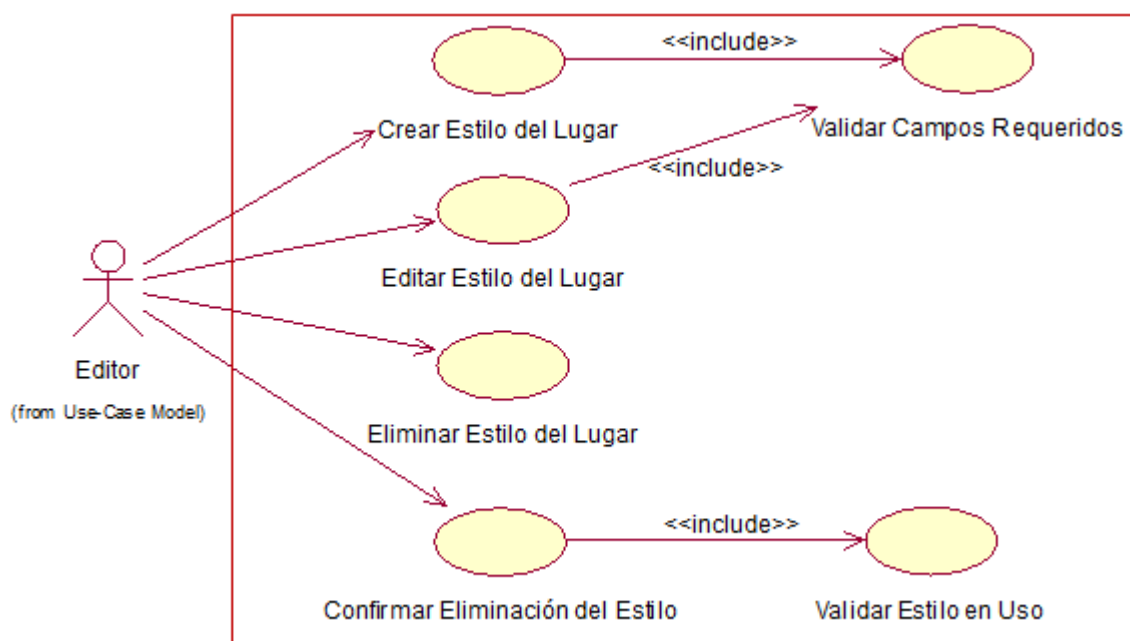 <<include>>
Crear Estilo del Lugar
Validar Campos Requeridos
<<include>>
Editar Estilo del Lugar
Editor
(from Use-Case Model)
Eliminar Estilo del Lugar
<<include>>
Confirmar Eliminación del Estilo
Validar Estilo en Uso